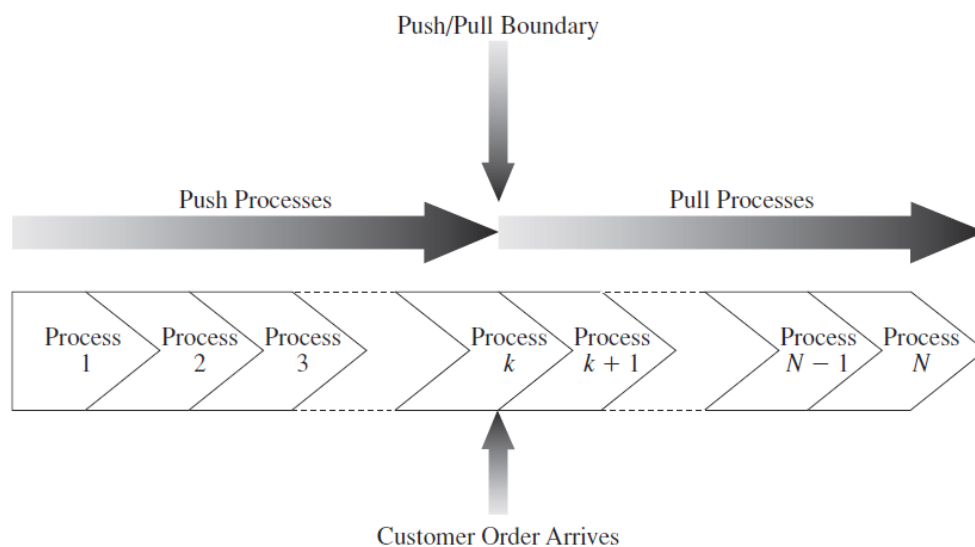 Push/Pull Boundary
Push Processes
Pull Processes
Process 1
Process 2
Process 3
Process k
Process k + 1
Process N – 1
Process N
Customer Order Arrives